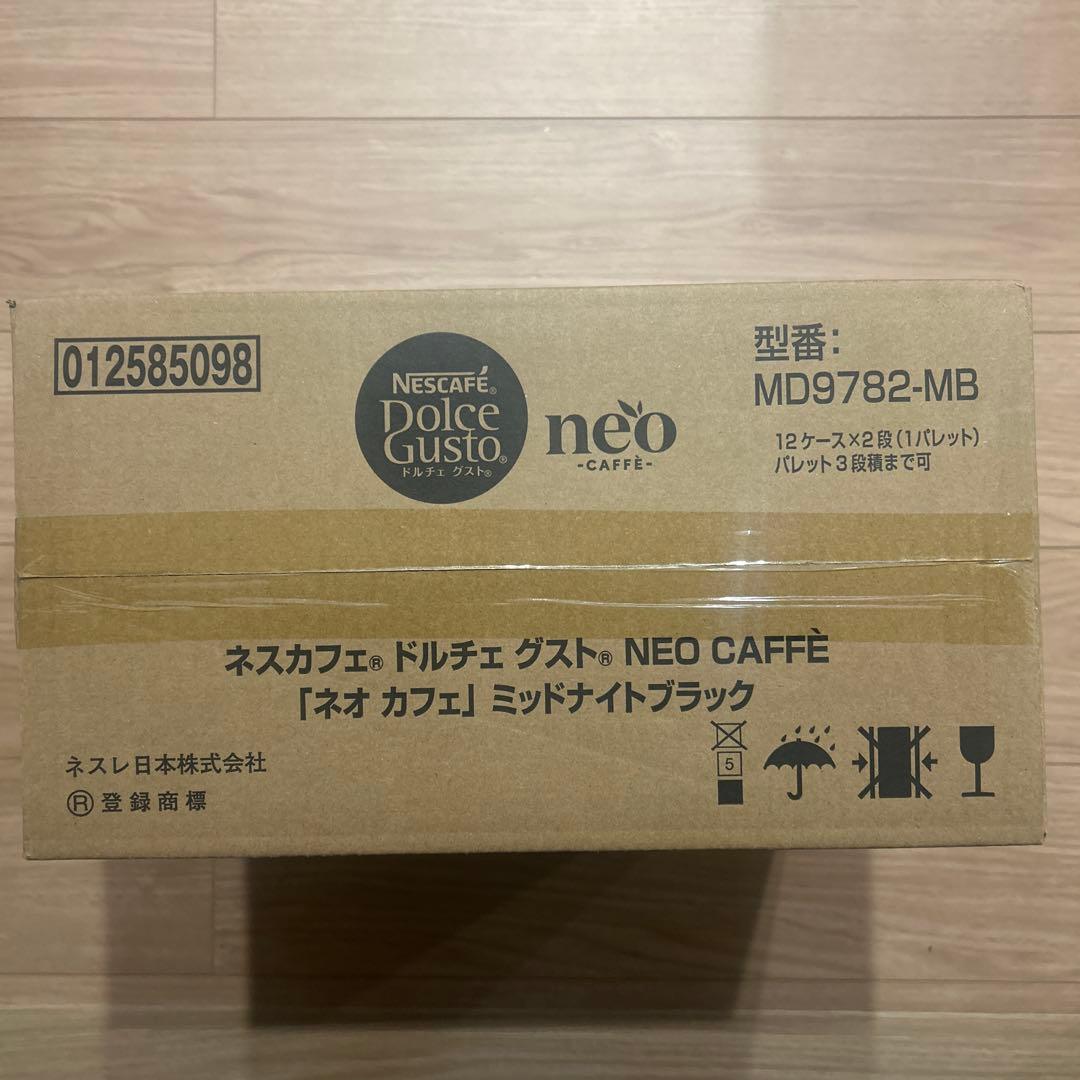 012585098
NESCAFÉ®
Dolce
Gusto®
ドルチェ グスト®
neo
-CAFFÈ-
型番:
MD9782-MB
12ケース×2段(1パレット)
パレット3段積まで可
ネスカフェ® ドルチェ グスト® NEO CAFFÈ
「ネオ カフェ」 ミッドナイトブラック
5
ネスレ日本株式会社
® 登録商標